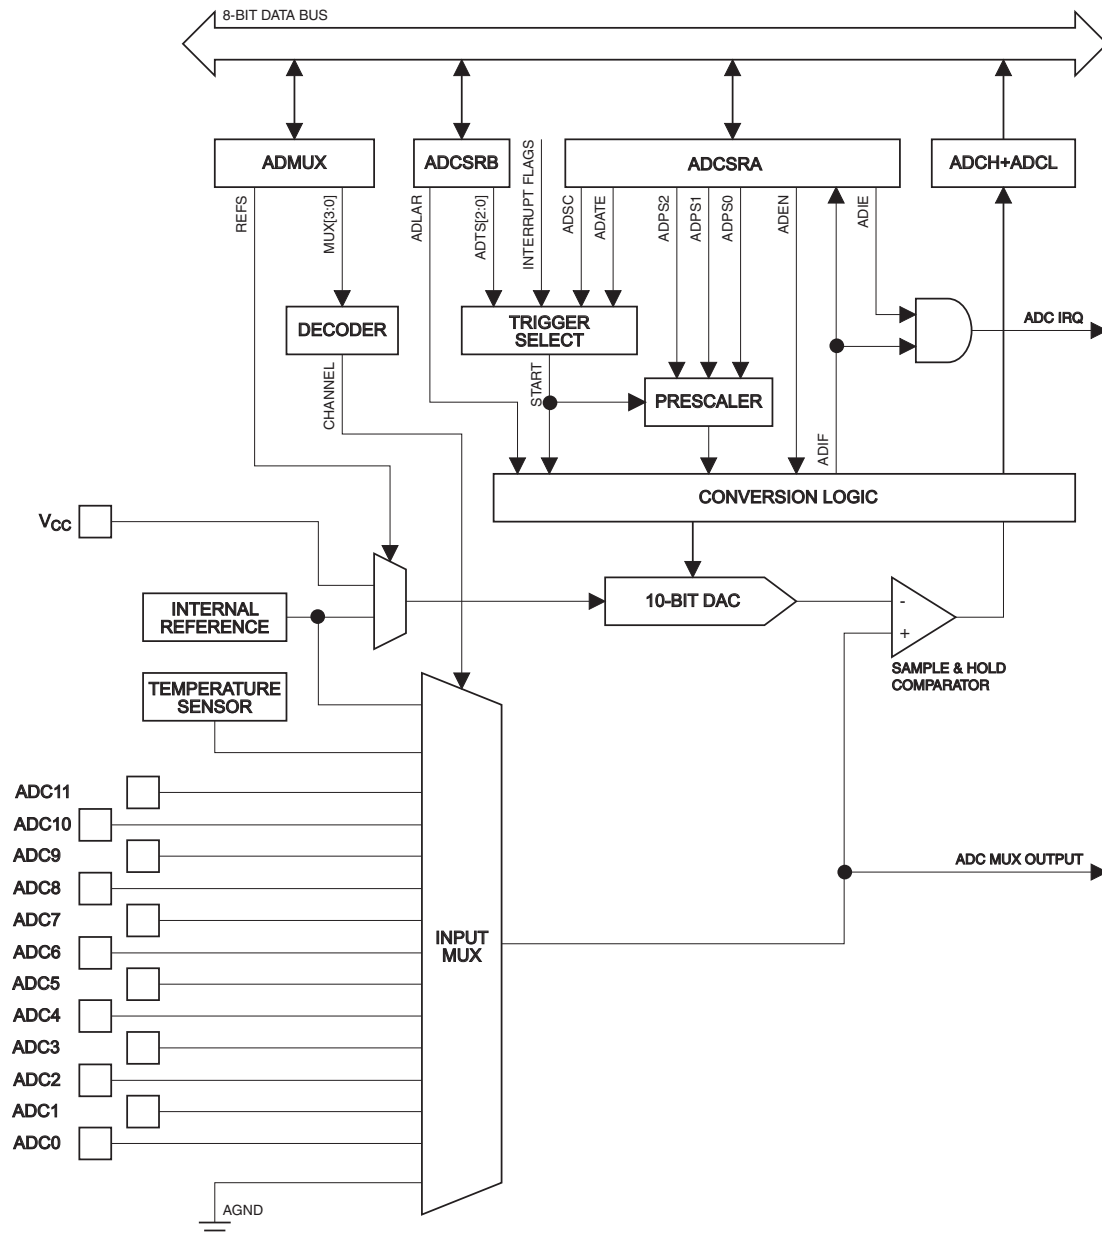 8-BIT DATA BUS
ADMUX
ADCSRB
ADCSRA
ADCH+ADCL
REFS
MUX[3:0]
ADLAR
ADTS[2:0]
INTERRUPT FLAGS
ADSC
ADATE
ADPS2
ADPS1
ADPS0
ADEN
ADIE
DECODER
TRIGGER
SELECT
ADC IRQ
CHANNEL
START
PRESCALER
ADIF
CONVERSION LOGIC
VCC
INTERNAL
REFERENCE
10-BIT DAC
-
+
SAMPLE & HOLD
COMPARATOR
TEMPERATURE
SENSOR
ADC11
ADC10
ADC9
ADC8
ADC7
ADC6
ADC5
ADC4
ADC3
ADC2
ADC1
ADC0
INPUT
MUX
ADC MUX OUTPUT
AGND